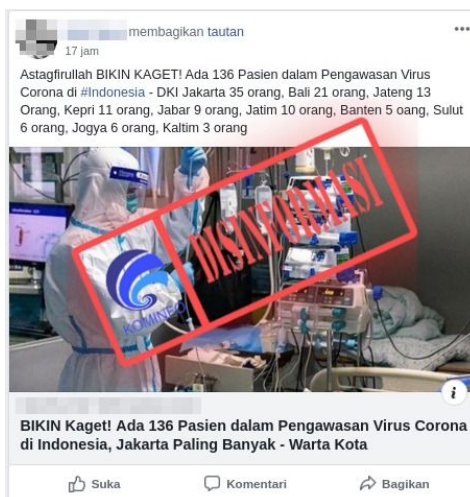 membagikan tautan
17 jam
Astagfirullah BIKIN KAGET! Ada 136 Pasien dalam Pengawasan Virus
Corona di #Indonesia - DKI Jakarta 35 orang, Bali 21 orang, Jateng 13
Orang, Kepri 11 orang, Jabar 9 orang, Jatim 10 orang, Banten 5 oang, Sulut
6 orang, Jogya 6 orang, Kaltim 3 orang
DISINFORMASI
KOMINFO
BIKIN Kaget! Ada 136 Pasien dalam Pengawasan Virus Corona
di Indonesia, Jakarta Paling Banyak - Warta Kota
Suka
Komentari
Bagikan